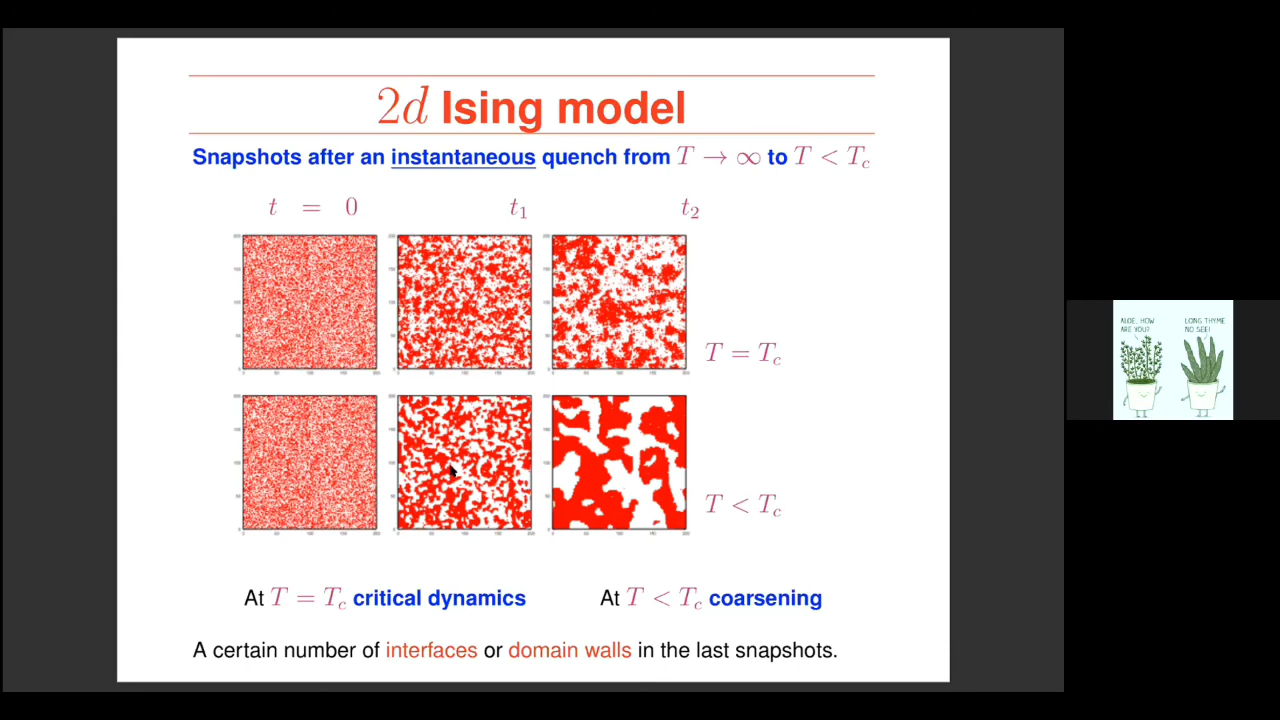 2d Ising model
Snapshots after an instantaneous quench from T → ∞ to T < Tc
t = 0 t1 t2
T = Tc
T < Tc
At T = Tc critical dynamics At T < Tc coarsening
A certain number of interfaces or domain walls in the last snapshots.
ALOE, HOW
ARE YOU?
LONG THYME
NO SEE!